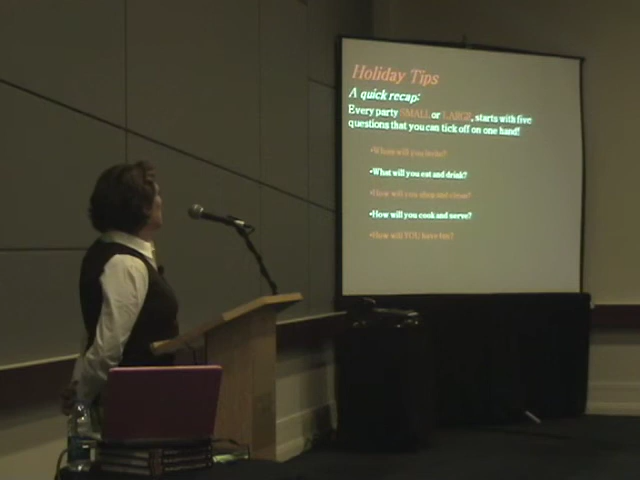 Holiday Tips
A quick recap:
Every party SMALL or LARGE, starts with five
questions that you can tick off on one hand!
will you invite?
•What will you eat and drink?
•How will you shop and clean?
•How will you cook and serve?
•How will YOU have fun?